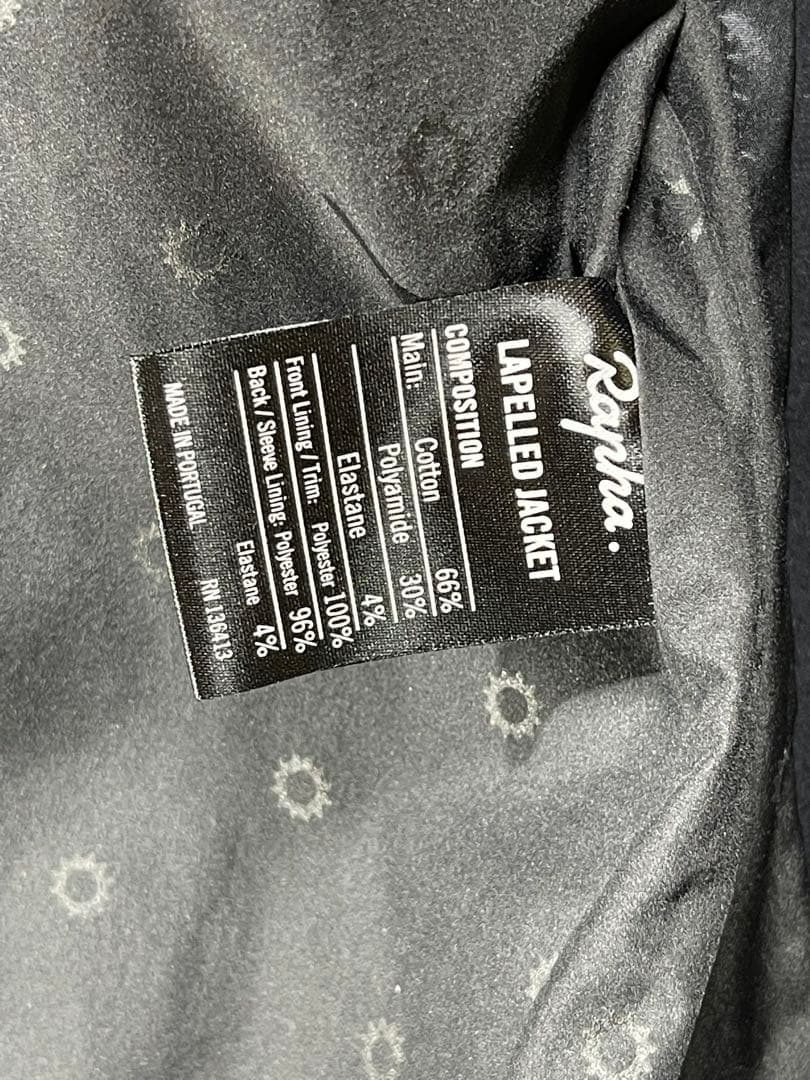 Rapha.
LAPELLED JACKET
COMPOSITION
Main: Cotton 66%
Polyamide 30%
Elastane 4%
Front Lining / Trim: Polyester 100%
Back / Sleeve Lining: Polyester 96%
Elastane 4%
MADE IN PORTUGAL RN 136413